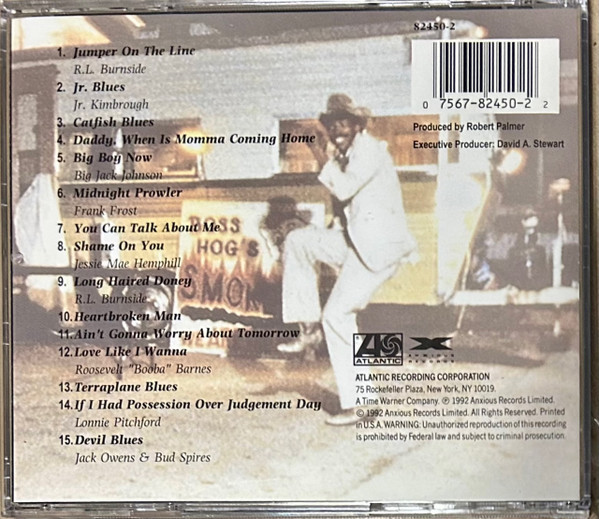 82450-2
0 7567-82450-2 2
Produced by Robert Palmer
Executive Producer: David A. Stewart
1. Jumper On The Line
R.L. Burnside
2. Jr. Blues
Jr. Kimbrough
3. Catfish Blues
4. Daddy, When Is Momma Coming Home
5. Big Boy Now
Big Jack Johnson
6. Midnight Prowler
Frank Frost
7. You Can Talk About Me
8. Shame On You
Jessie Mae Hemphill
9. Long Haired Doney
R.L. Burnside
10. Heartbroken Man
11. Ain't Gonna Worry About Tomorrow
12. Love Like I Wanna
Roosevelt "Booba" Barnes
13. Terraplane Blues
14. If I Had Possession Over Judgement Day
Lonnie Pitchford
15. Devil Blues
Jack Owens & Bud Spires
BOSS
HOG'S
ATLANTIC
ANXIOUS
RECORDS
ATLANTIC RECORDING CORPORATION
75 Rockefeller Plaza, New York, NY 10019.
A Time Warner Company. ℗ 1992 Anxious Records Limited.
© 1992 Anxious Records Limited. All Rights Reserved. Printed
in U.S.A. WARNING: Unauthorized reproduction of this recording
is prohibited by Federal law and subject to criminal prosecution.